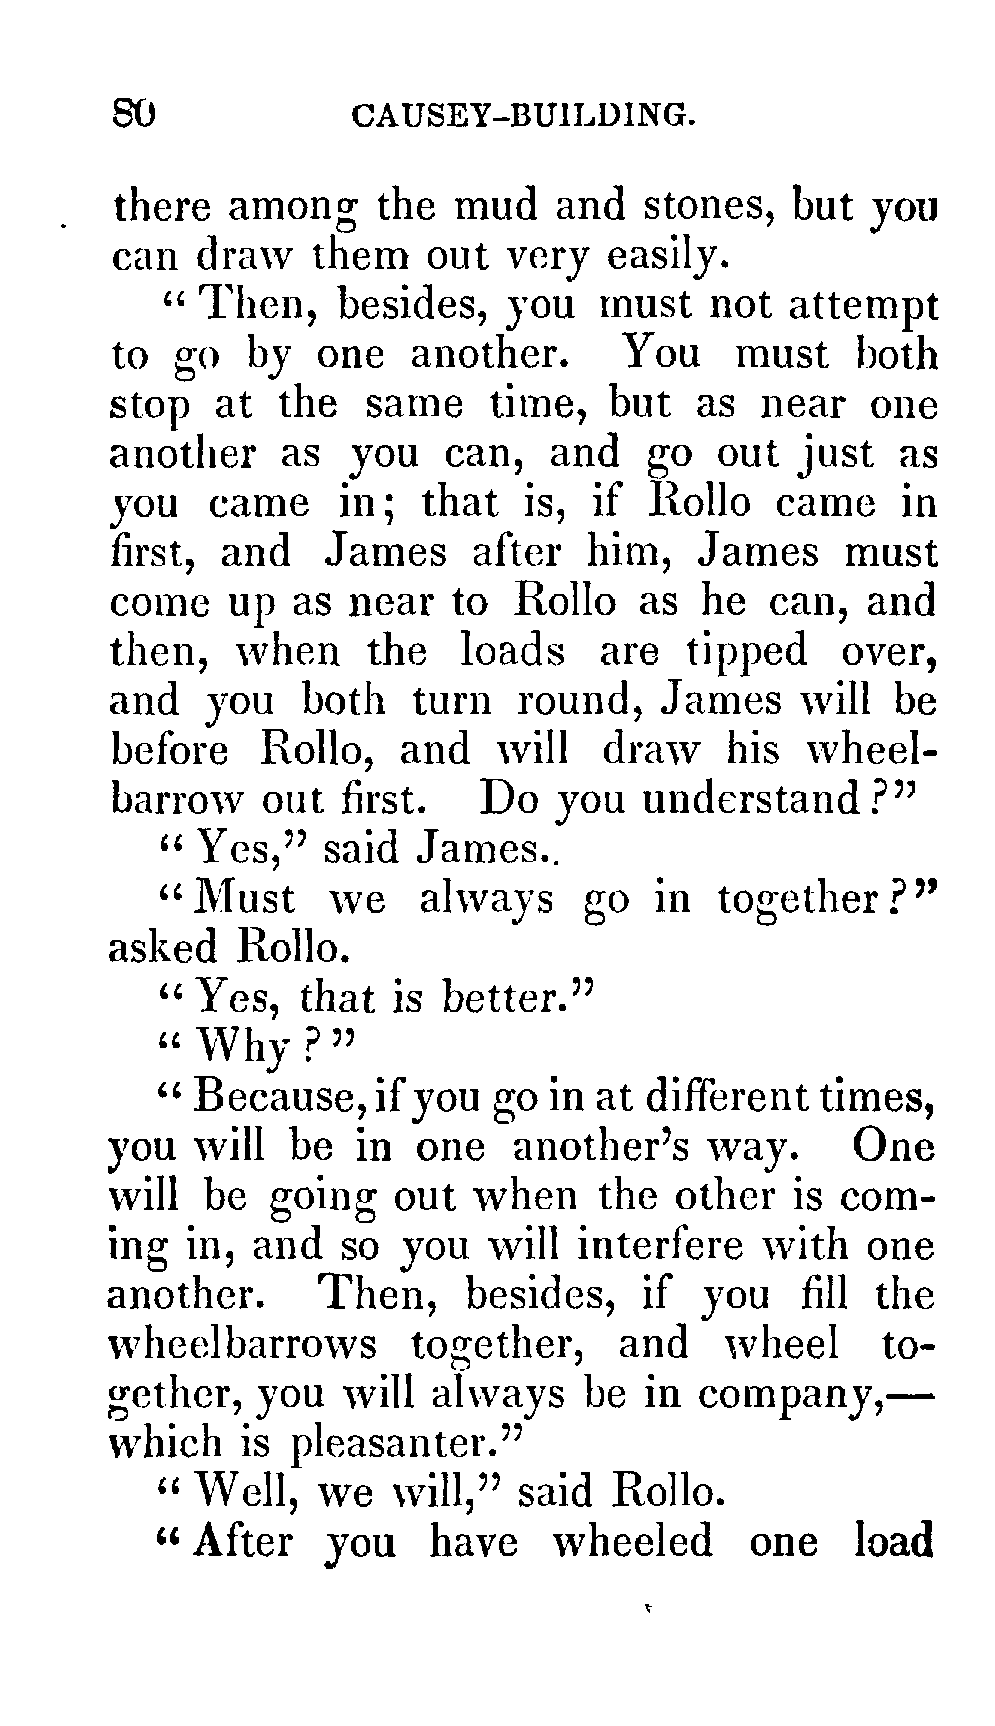 80 CAUSEY-BUILDING.
there among the mud and stones, but you
can draw them out very easily.
“ Then, besides, you must not attempt
to go by one another. You must both
stop at the same time, but as near one
another as you can, and go out just as
you came in; that is, if Rollo came in
first, and James after him, James must
come up as near to Rollo as he can, and
then, when the loads are tipped over,
and you both turn round, James will be
before Rollo, and will draw his wheel-
barrow out first. Do you understand ?”
“ Yes,” said James..
“ Must we always go in together ?”
asked Rollo.
“ Yes, that is better.”
“ Why ? ”
“ Because, if you go in at different times,
you will be in one another’s way. One
will be going out when the other is com-
ing in, and so you will interfere with one
another. Then, besides, if you fill the
wheelbarrows together, and wheel to-
gether, you will always be in company,—
which is pleasanter.”
“ Well, we will,” said Rollo.
“ After you have wheeled one load